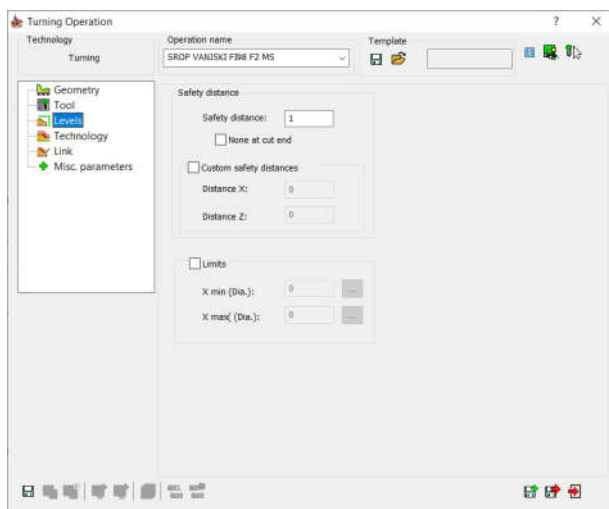 Turning Operation
?
Technology
Turning
Operation name
SROP VANJSKI FI98 F2 MS
Template
Geometry
Tool
Levels
Technology
Link
Misc. parameters
Safety distance
Safety distance: 1
None at cut end
Custom safety distances
Distance X: 0
Distance Z: 0
Limits
X min (Dia.): 0 ...
X max( (Dia.): 0 ...